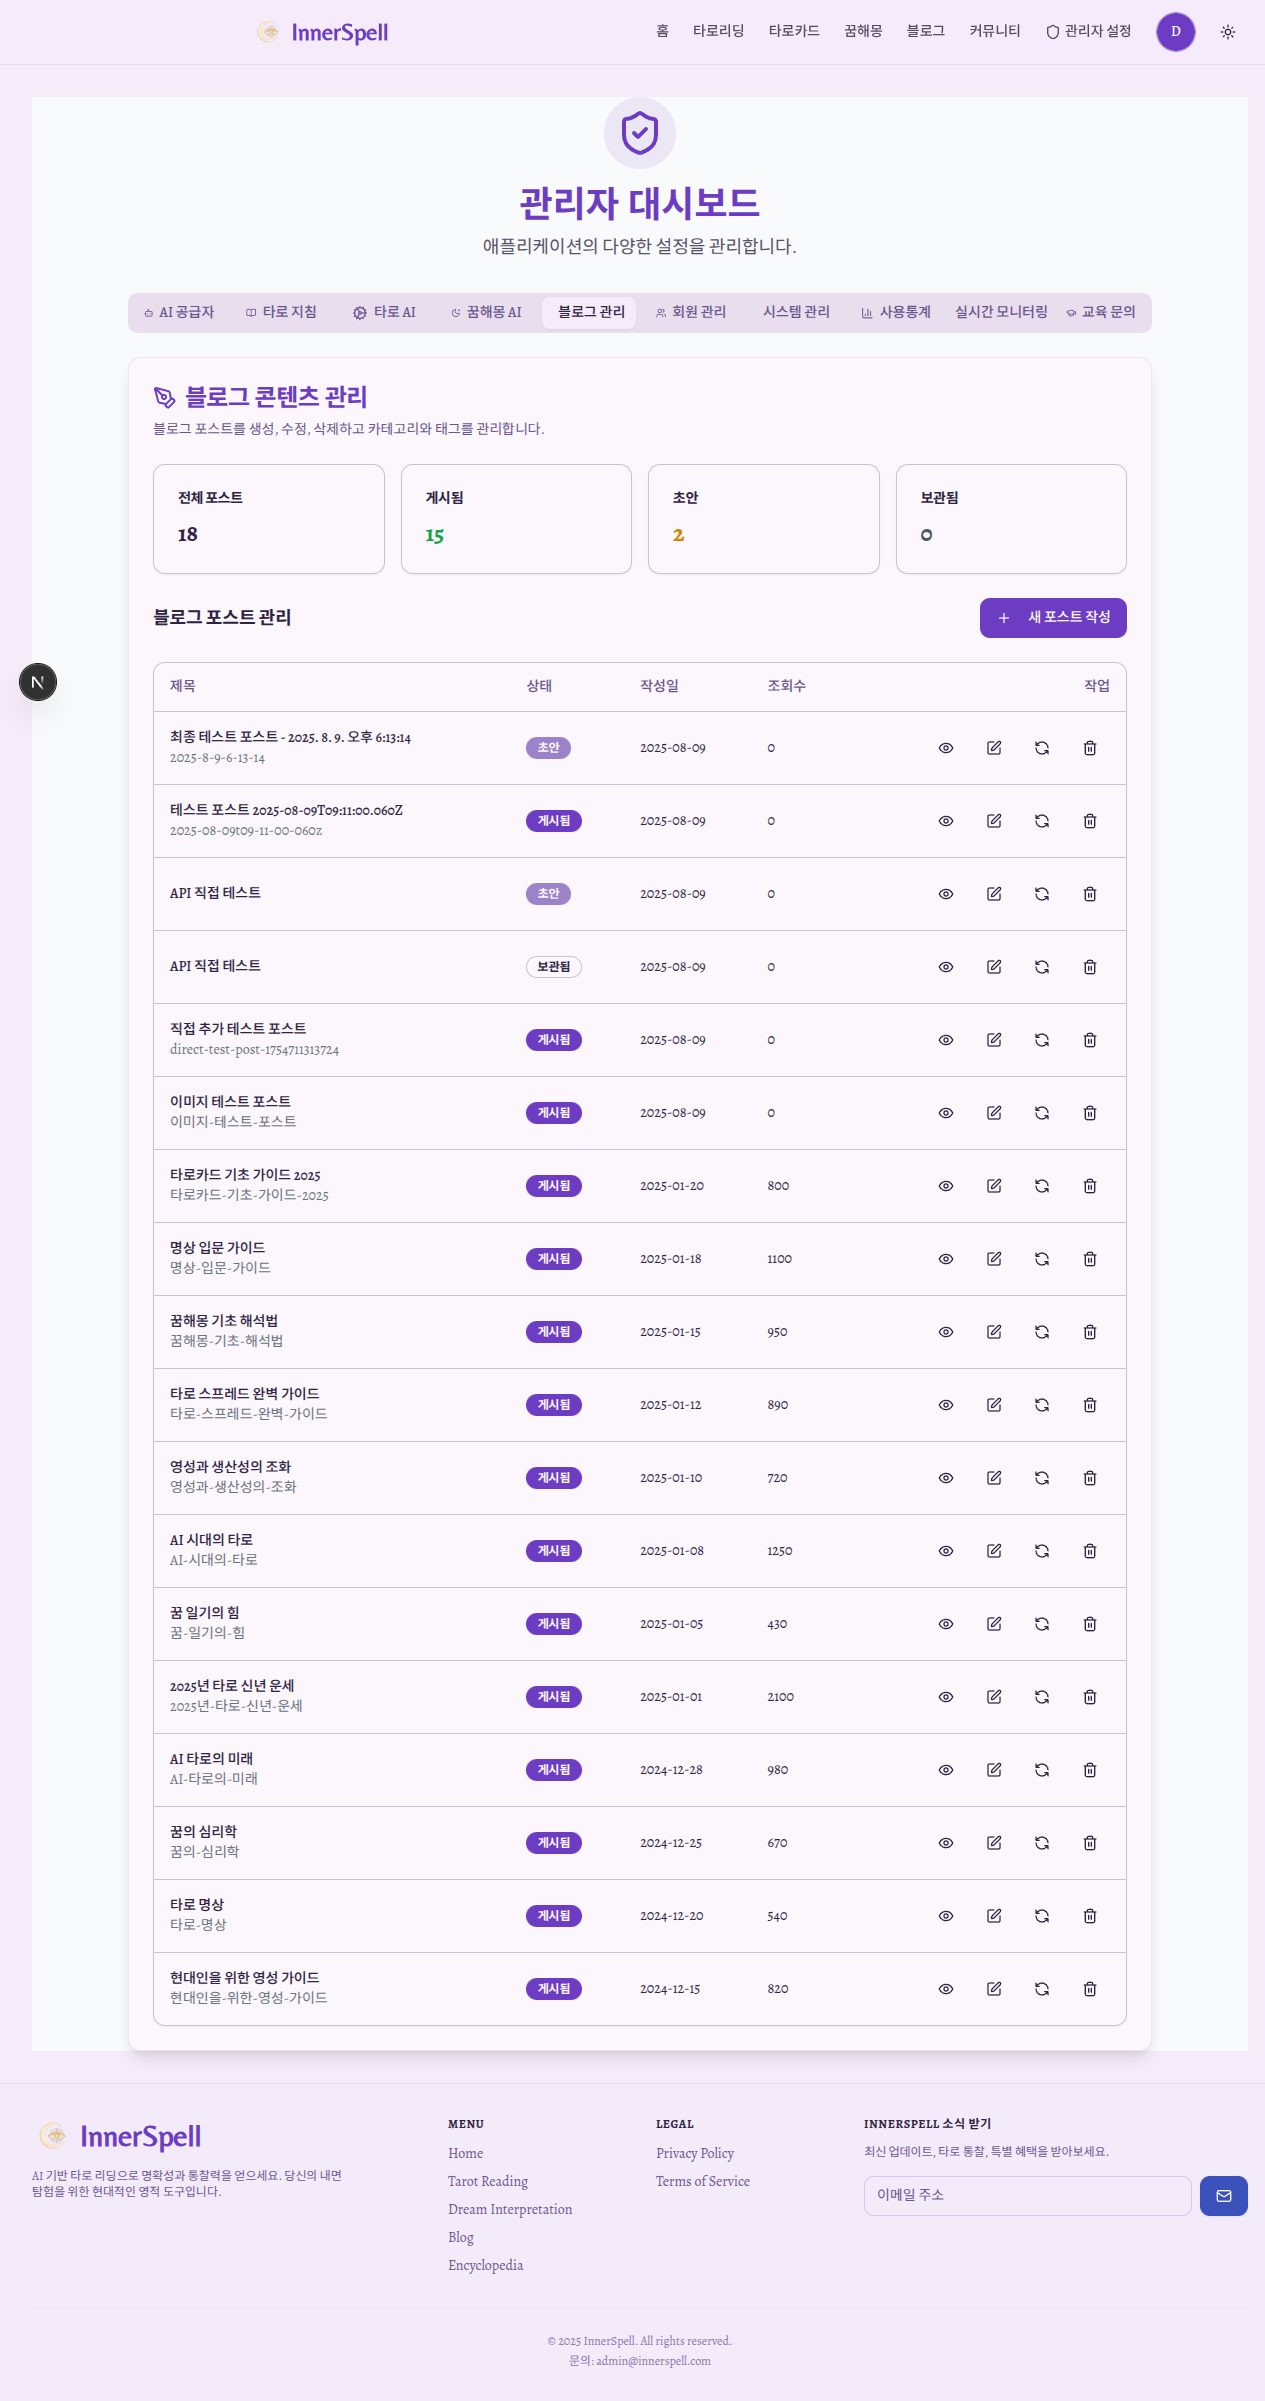 InnerSpell
홈 타로리딩 타로카드 꿈해몽 블로그 커뮤니티 관리자 설정 D
관리자 대시보드
애플리케이션의 다양한 설정을 관리합니다.
AI 공급자 타로 지침 타로 AI 꿈해몽 AI 블로그 관리 회원 관리 시스템 관리 사용통계 실시간 모니터링 교육 문의
블로그 콘텐츠 관리
블로그 포스트를 생성, 수정, 삭제하고 카테고리와 태그를 관리합니다.
전체 포스트 게시됨 초안 보관됨
18 15 2 0
블로그 포스트 관리 새 포스트 작성
N
제목 상태 작성일 조회수 작업
최종 테스트 포스트 - 2025. 8. 9. 오후 6:13:14
2025-8-9-6-13-14
초안 2025-08-09 0
테스트 포스트 2025-08-09T09:11:00.060Z
2025-08-09t09-11-00-060z
게시됨 2025-08-09 0
API 직접 테스트 초안 2025-08-09 0
API 직접 테스트 보관됨 2025-08-09 0
직접 추가 테스트 포스트
direct-test-post-1754711313724
게시됨 2025-08-09 0
이미지 테스트 포스트
이미지-테스트-포스트
게시됨 2025-08-09 0
타로카드 기초 가이드 2025
타로카드-기초-가이드-2025
게시됨 2025-01-20 800
명상 입문 가이드
명상-입문-가이드
게시됨 2025-01-18 1100
꿈해몽 기초 해석법
꿈해몽-기초-해석법
게시됨 2025-01-15 950
타로 스프레드 완벽 가이드
타로-스프레드-완벽-가이드
게시됨 2025-01-12 890
영성과 생산성의 조화
영성과-생산성의-조화
게시됨 2025-01-10 720
AI 시대의 타로
AI-시대의-타로
게시됨 2025-01-08 1250
꿈 일기의 힘
꿈-일기의-힘
게시됨 2025-01-05 430
2025년 타로 신년 운세
2025년-타로-신년-운세
게시됨 2025-01-01 2100
AI 타로의 미래
AI-타로의-미래
게시됨 2024-12-28 980
꿈의 심리학
꿈의-심리학
게시됨 2024-12-25 670
타로 명상
타로-명상
게시됨 2024-12-20 540
현대인을 위한 영성 가이드
현대인을-위한-영성-가이드
게시됨 2024-12-15 820
InnerSpell
AI 기반 타로 리딩으로 명확성과 통찰력을 얻으세요. 당신의 내면
탐험을 위한 현대적인 영적 도구입니다.
MENU
Home
Tarot Reading
Dream Interpretation
Blog
Encyclopedia
LEGAL
Privacy Policy
Terms of Service
INNERSPELL 소식 받기
최신 업데이트, 타로 통찰, 특별 혜택을 받아보세요.
이메일 주소
© 2025 InnerSpell. All rights reserved.
문의: admin@innerspell.com